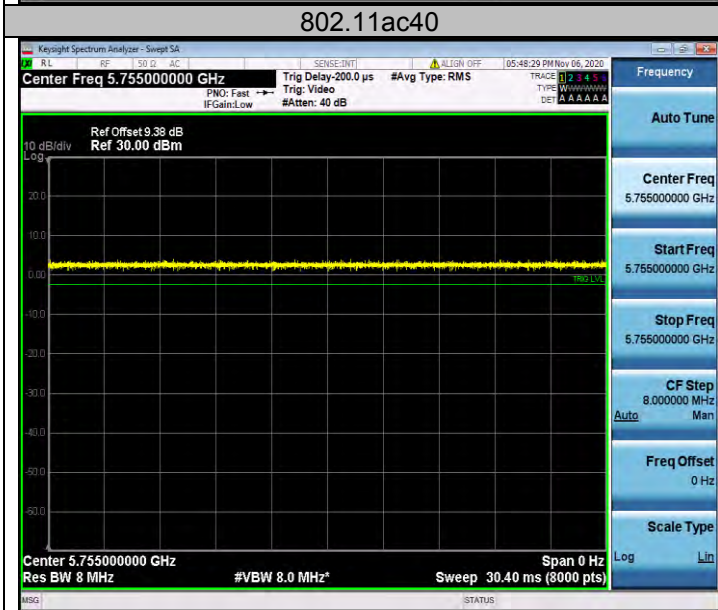 802.11ac40
Keysight Spectrum Analyzer - Swept SA
RL RF 50 Ω AC SENSE:INT ALIGN OFF 05:48:29 PM Nov 06, 2020
Center Freq 5.755000000 GHz
PNO: Fast
IFGain:Low
Trig Delay-200.0 µs
Trig: Video
#Atten: 40 dB
#Avg Type: RMS
TRACE 1 2 3 4 5 6
TYPE WWWWWWW
DET A A A A A A
Ref Offset 9.38 dB
10 dB/div Ref 30.00 dBm
Log
20.0
10.0
0.00
TRIG LVL
-10.0
-20.0
-30.0
-40.0
-50.0
-60.0
Center 5.755000000 GHz Span 0 Hz
Res BW 8 MHz #VBW 8.0 MHz* Sweep 30.40 ms (8000 pts)
MSG STATUS
Frequency
Auto Tune
Center Freq
5.755000000 GHz
Start Freq
5.755000000 GHz
Stop Freq
5.755000000 GHz
CF Step
8.000000 MHz
Auto Man
Freq Offset
0 Hz
Scale Type
Log Lin